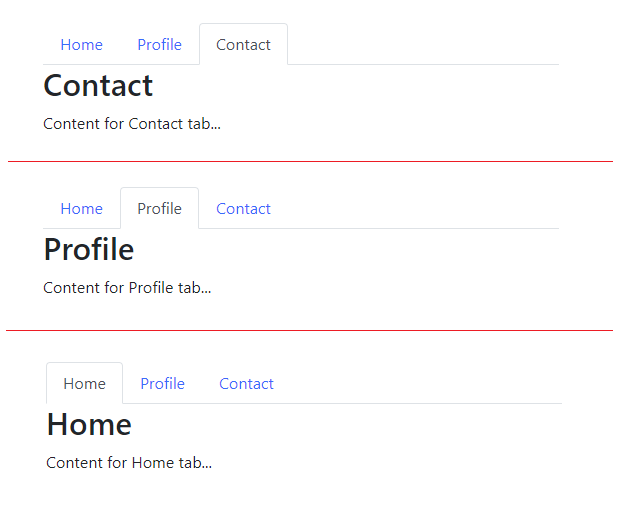 Home Profile Contact
Contact
Content for Contact tab...
Home Profile Contact
Profile
Content for Profile tab...
Home Profile Contact
Home
Content for Home tab...